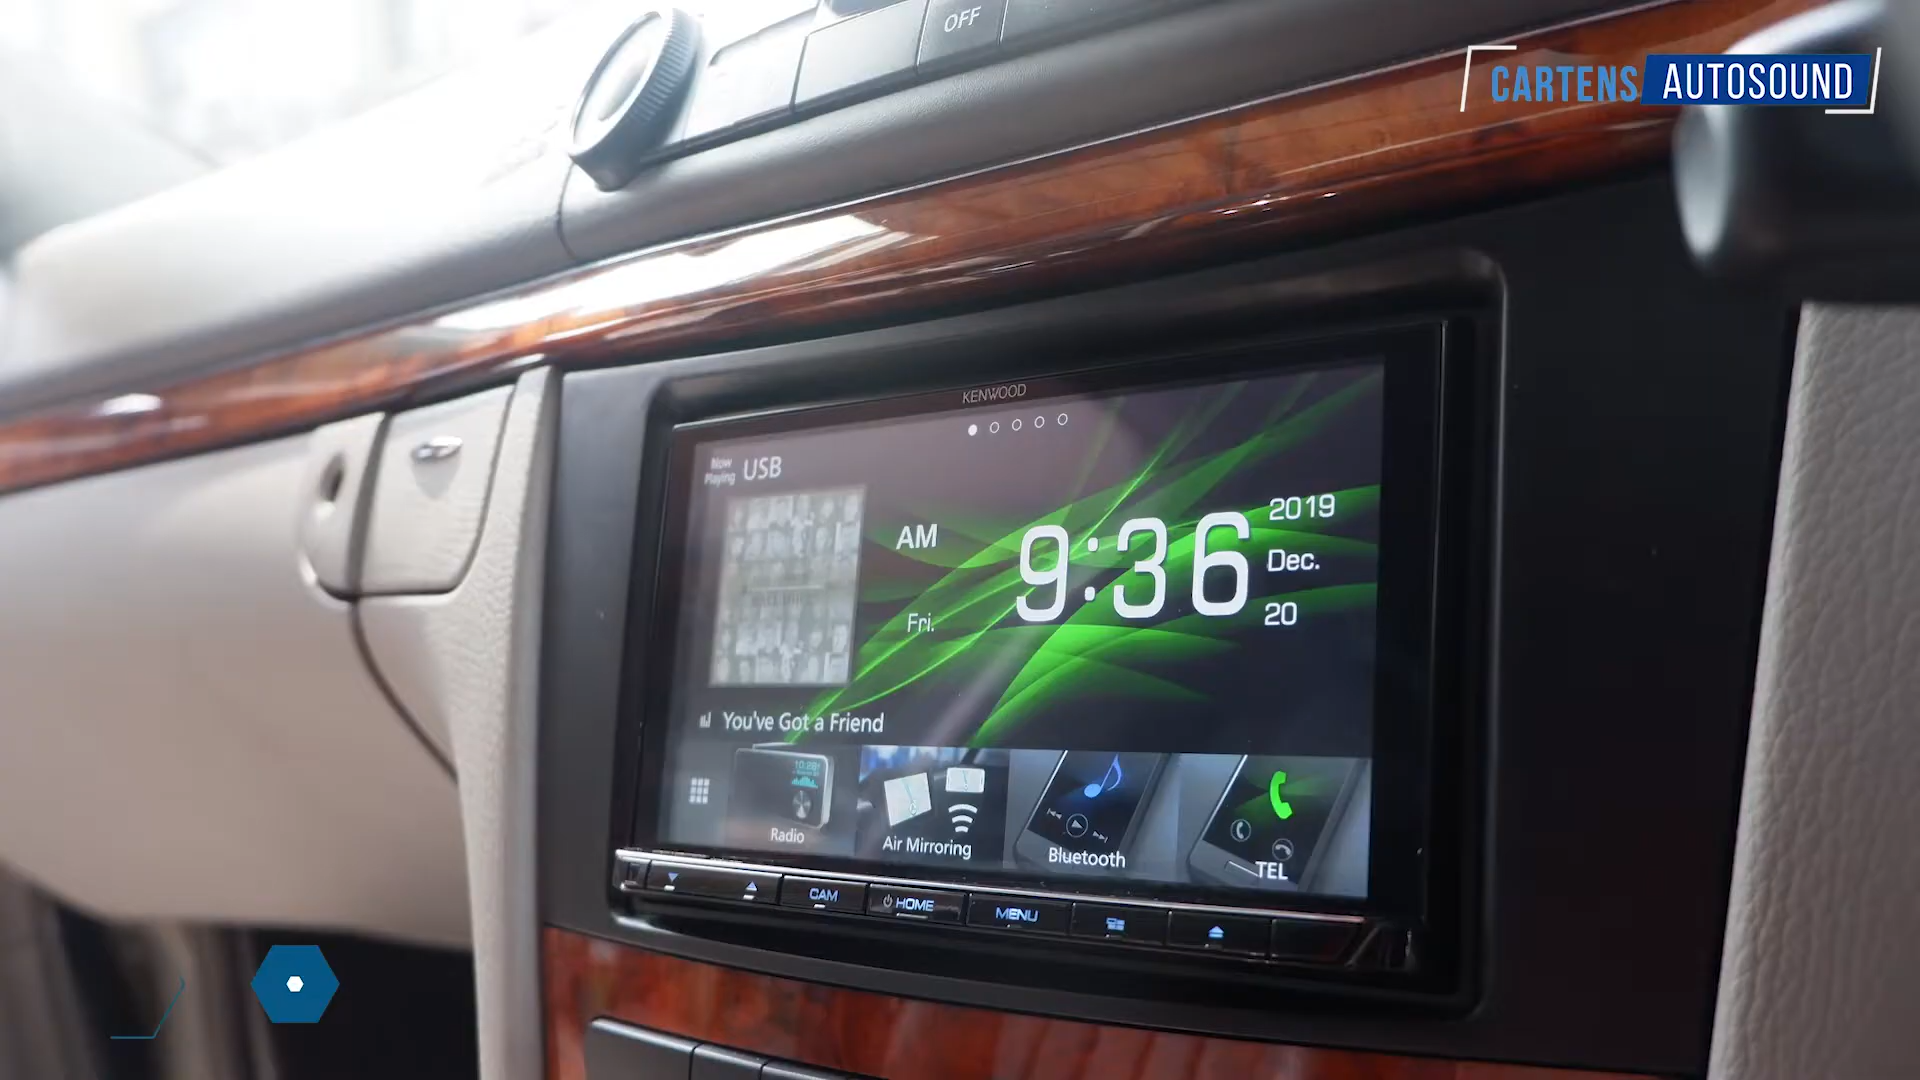 OFF
CARTENS AUTOSOUND
KENWOOD
Now Playing USB
AM
9:36
2019
Dec.
20
Fri.
You've Got a Friend
Radio
Air Mirroring
Bluetooth
TEL
CAM
HOME
MENU